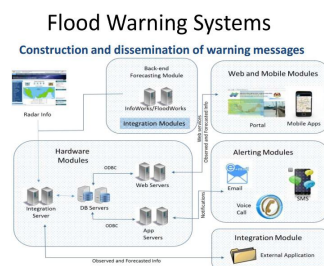 Flood Warning Systems
Construction and dissemination of warning messages
Back-end
Forecasting Module
InfoWorks/FloodWorks
Integration Modules
Radar Info
Web and Mobile Modules
Portal
Mobile Apps
Web services
Observed and Forecasted Info
Hardware
Modules
ODBC
Web Servers
Integration
Server
DB Servers
ODBC
App
Servers
Notifications
Alerting Modules
Email
SMS
Voice
Call
Integration Module
External Application
Observed and Forecasted Info